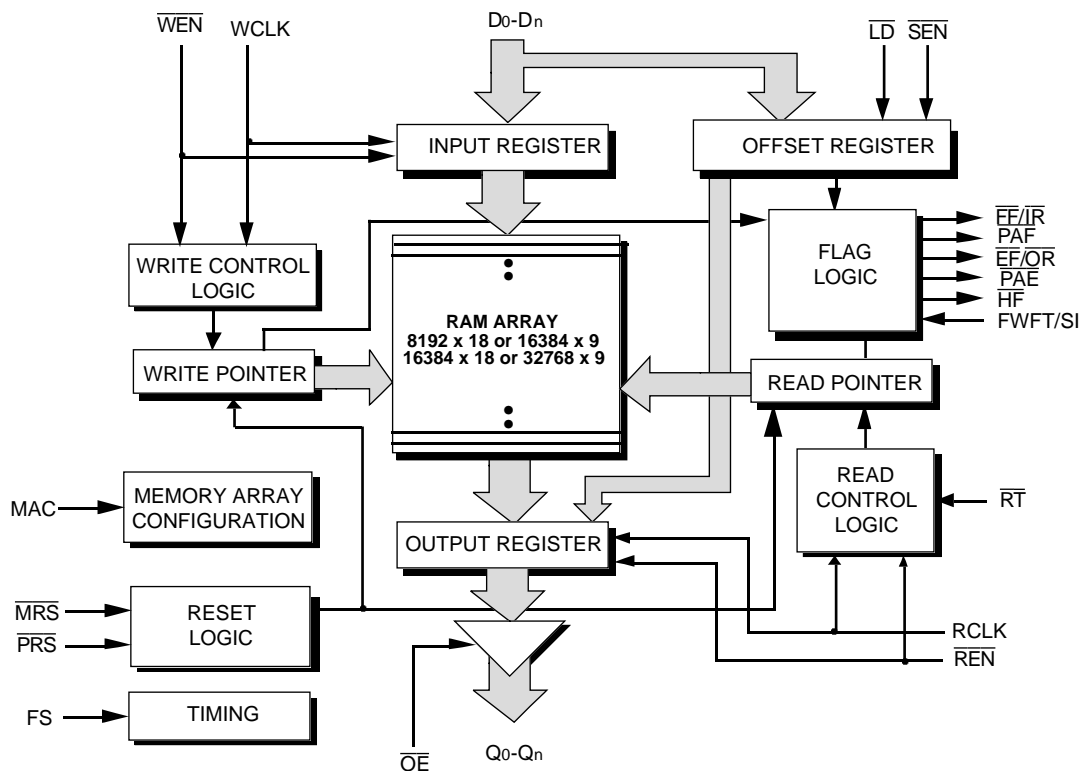 WEN WCLK D0-Dn LD SEN
INPUT REGISTER
OFFSET REGISTER
WRITE CONTROL
LOGIC
FLAG
LOGIC
FF/IR
PAF
EF/OR
PAE
HF
FWFT/SI
RAM ARRAY
8192 x 18 or 16384 x 9
16384 x 18 or 32768 x 9
WRITE POINTER
READ POINTER
MAC
MEMORY ARRAY
CONFIGURATION
READ
CONTROL
LOGIC
RT
OUTPUT REGISTER
MRS
PRS
RESET
LOGIC
RCLK
REN
FS
TIMING
OE
Q0-Qn